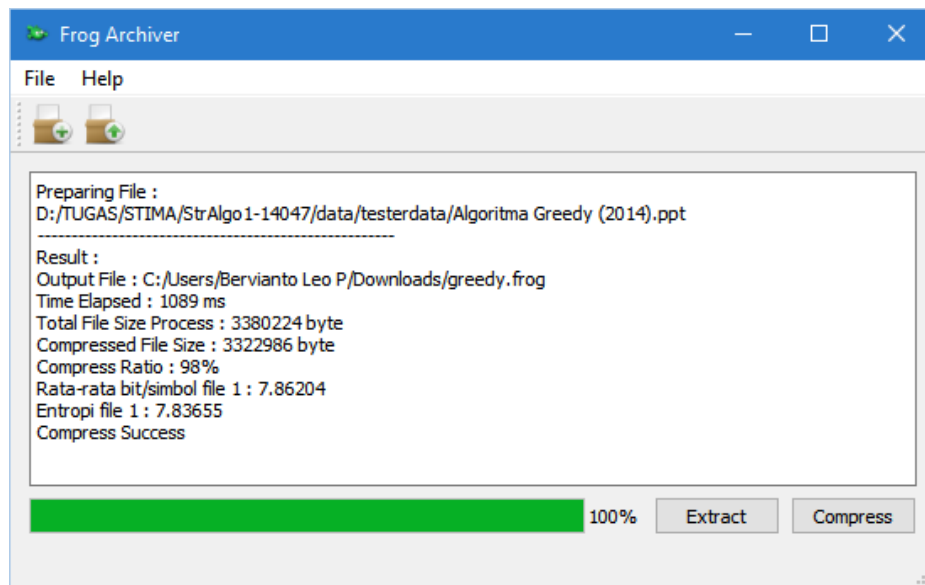 Frog Archiver
File Help
Preparing File :
D:/TUGAS/STIMA/StrAlgo1-14047/data/testerdata/Algoritma Greedy (2014).ppt
-----------------------------------------------------
Result :
Output File : C:/Users/Bervianto Leo P/Downloads/greedy.frog
Time Elapsed : 1089 ms
Total File Size Process : 3380224 byte
Compressed File Size : 3322986 byte
Compress Ratio : 98%
Rata-rata bit/simbol file 1 : 7.86204
Entropi file 1 : 7.83655
Compress Success
100% Extract Compress